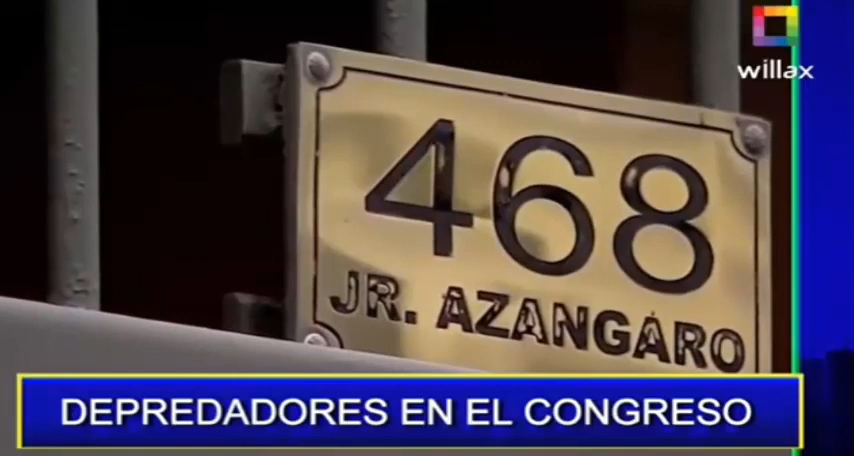 willax
468
JR. AZANGARO
DEPREDADORES EN EL CONGRESO